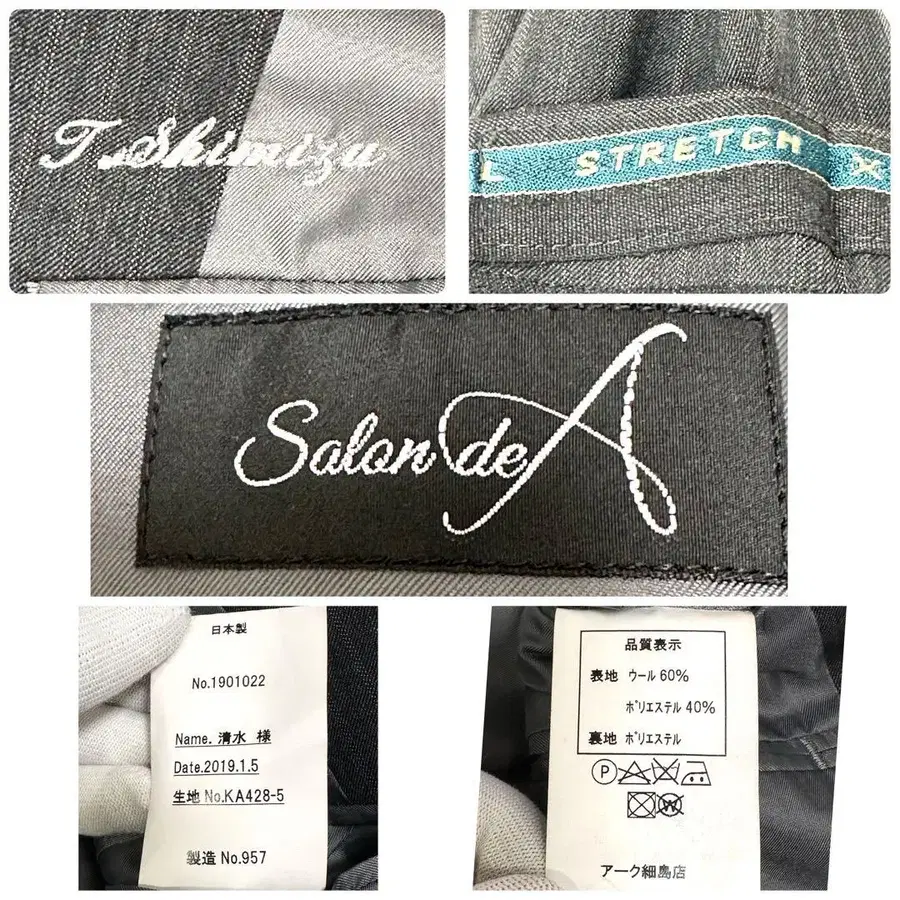 T.Shimizu
L STRETCH
Salon de A
日本製
No.1901022
Name. 清水 様
Date.2019.1.5
生地 No.KA428-5
製造 No.957
品質表示
表地 ウール 60%
ポリエステル 40%
裏地 ポリエステル
P
W
アーク細島店